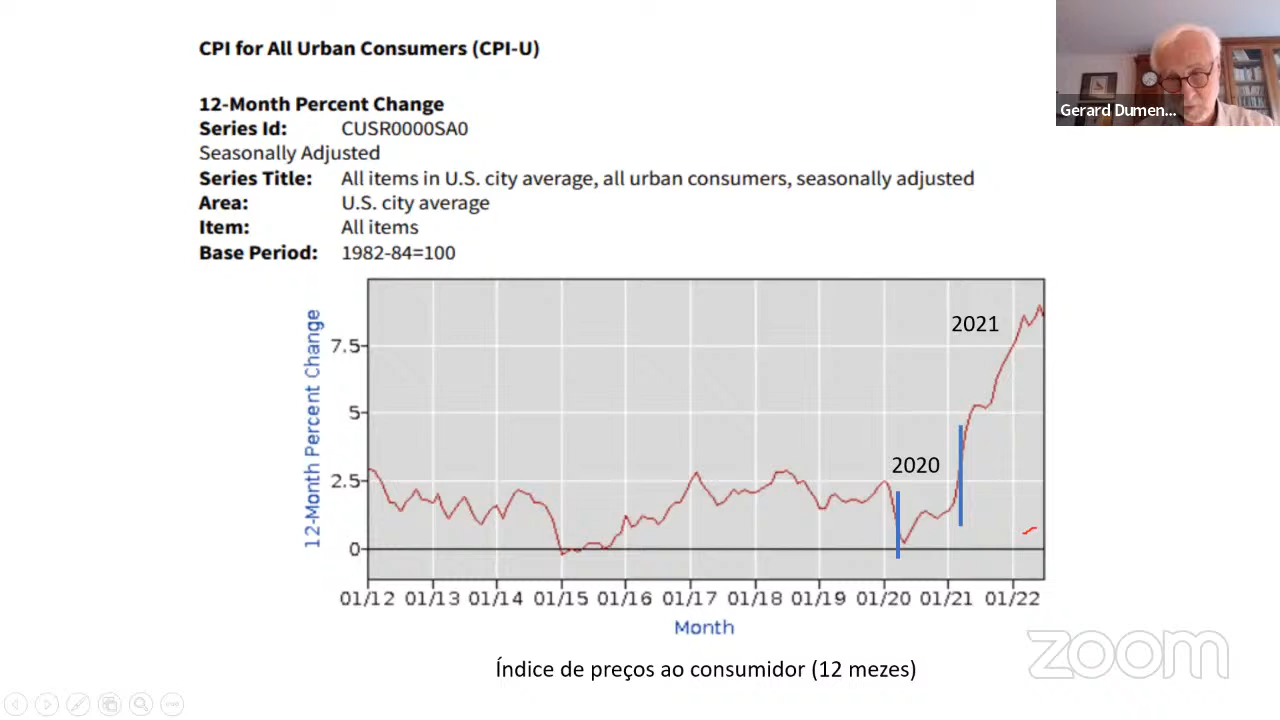 CPI for All Urban Consumers (CPI-U)
12-Month Percent Change
Series Id: CUSR0000SA0
Seasonally Adjusted
Series Title: All items in U.S. city average, all urban consumers, seasonally adjusted
Area: U.S. city average
Item: All items
Base Period: 1982-84=100
Gerard Dumen...
12-Month Percent Change
7.5
5
2.5
0
2020
2021
01/12 01/13 01/14 01/15 01/16 01/17 01/18 01/19 01/20 01/21 01/22
Month
Índice de preços ao consumidor (12 mezes)
zoom